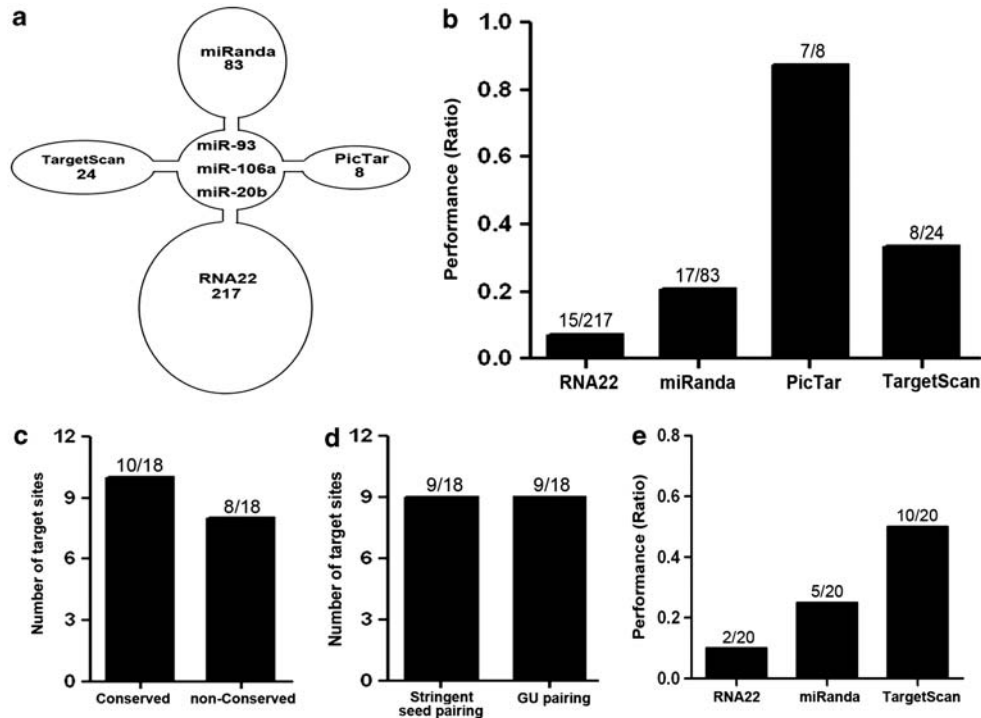 a
miRanda
83
TargetScan
24
miR-93
miR-106a
miR-20b
PicTar
8
RNA22
217
b
Performance (Ratio)
1.0
0.8
0.6
0.4
0.2
0.0
15/217
17/83
7/8
8/24
RNA22
miRanda
PicTar
TargetScan
c
Number of target sites
12
9
6
3
0
10/18
8/18
Conserved
non-Conserved
d
Number of target sites
12
9
6
3
0
9/18
9/18
Stringent
seed pairing
GU pairing
e
Performance (Ratio)
0.8
0.6
0.4
0.2
0.0
2/20
5/20
10/20
RNA22
miRanda
TargetScan